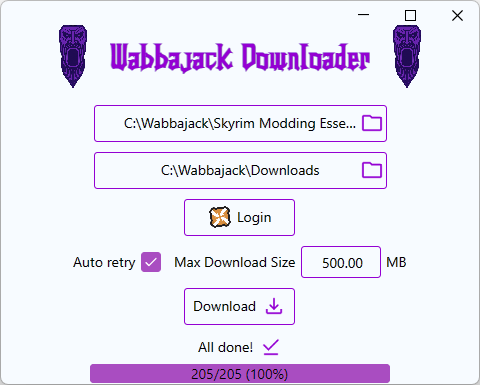 Wabbajack Downloader
C:\Wabbajack\Skyrim Modding Esse...
C:\Wabbajack\Downloads
Login
Auto retry Max Download Size 500.00 MB
Download
All done!
205/205 (100%)